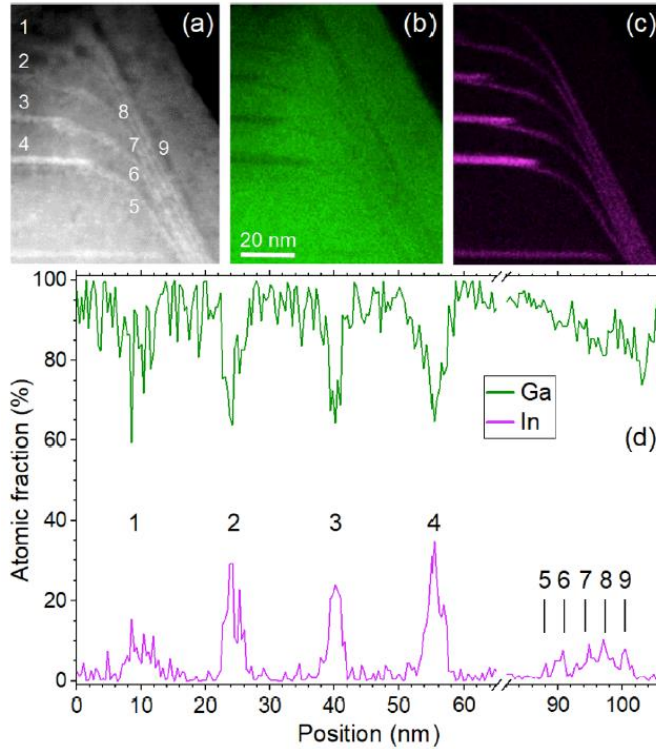 (a)
1
2
3
4
8
7 9
6
5
(b)
20 nm
(c)
100
80
60
40
20
0
Atomic fraction (%)
Ga
In
(d)
1 2 3 4
5 6 7 8 9
0 10 20 30 40 50 60 90 100
Position (nm)